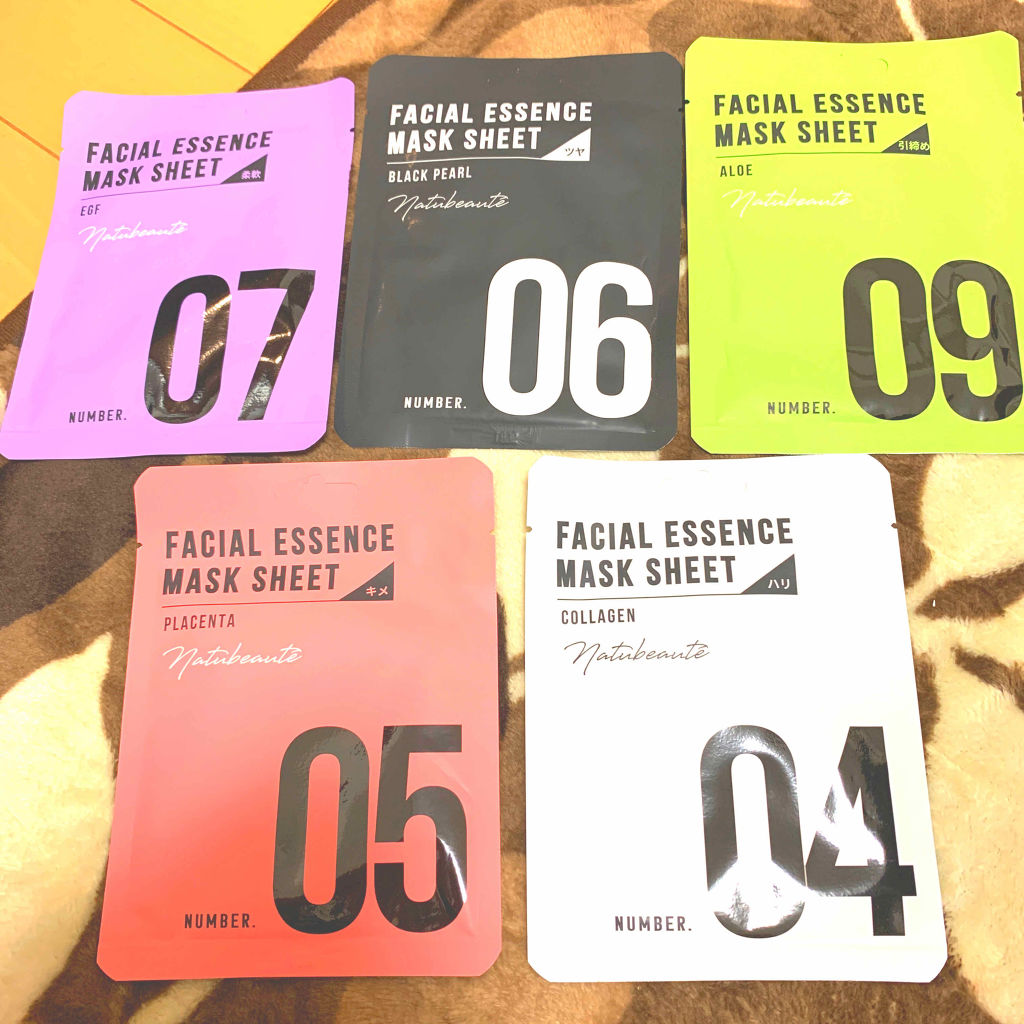 FACIAL ESSENCE
MASK SHEET
柔軟
EGF
Natubeauté
NUMBER. 07
FACIAL ESSENCE
MASK SHEET
ツヤ
BLACK PEARL
Natubeauté
NUMBER. 06
FACIAL ESSENCE
MASK SHEET
引締め
ALOE
Natubeauté
NUMBER. 09
FACIAL ESSENCE
MASK SHEET
キメ
PLACENTA
Natubeauté
NUMBER. 05
FACIAL ESSENCE
MASK SHEET
ハリ
COLLAGEN
Natubeauté
NUMBER. 04